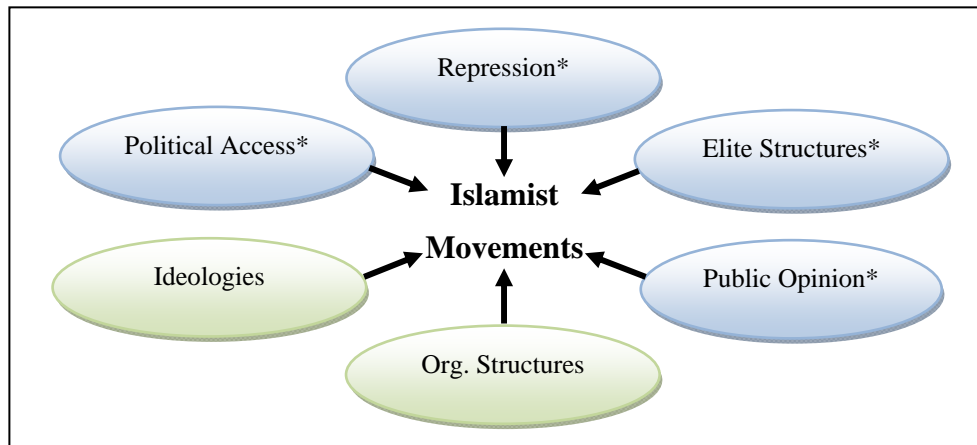 Repression*
Political Access*
Elite Structures*
Islamist
Movements
Ideologies
Public Opinion*
Org. Structures